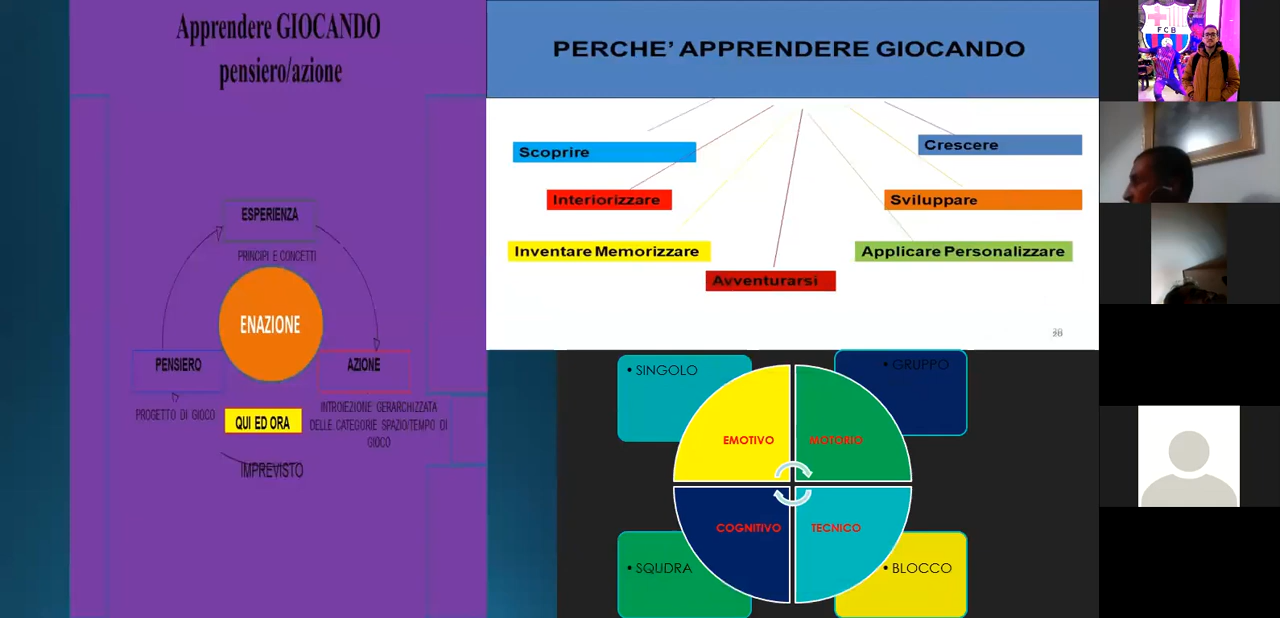 Apprendere GIOCANDO
pensiero/azione
ESPERIENZA
PRINCIPI E CONCETTI
ENAZIONE
PENSIERO
AZIONE
PROGETTO DI GIOCO
QUI ED ORA
INTROIEZIONE GERARCHIZZATA
DELLE CATEGORIE SPAZIO/TEMPO DI
GIOCO
IMPREVISTO
PERCHE’ APPRENDERE GIOCANDO
Scoprire
Crescere
Interiorizzare
Sviluppare
Inventare Memorizzare
Applicare Personalizzare
Avventurarsi
• SINGOLO
• GRUPPO
EMOTIVO
MOTORIO
COGNITIVO
TECNICO
• SQUDRA
• BLOCCO
FCB